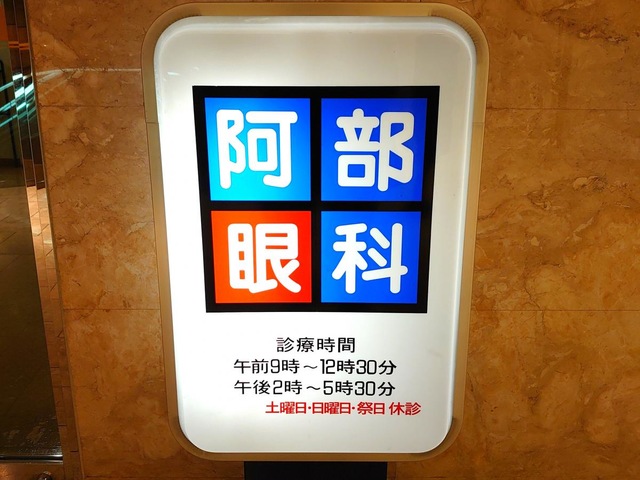 阿部
眼科
診療時間
午前9時～12時30分
午後2時～5時30分
土曜日・日曜日・祭日 休診